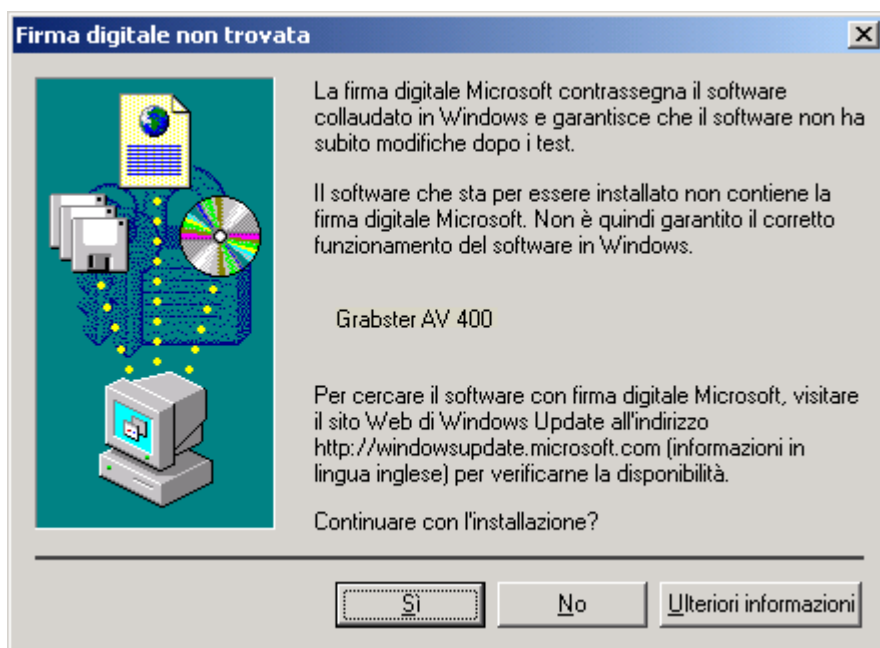 Firma digitale non trovata
La firma digitale Microsoft contrassegna il software
collaudato in Windows e garantisce che il software non ha
subito modifiche dopo i test.
Il software che sta per essere installato non contiene la
firma digitale Microsoft. Non è quindi garantito il corretto
funzionamento del software in Windows.
Grabster AV 400
Per cercare il software con firma digitale Microsoft, visitare
il sito Web di Windows Update all'indirizzo
http://windowsupdate.microsoft.com (informazioni in
lingua inglese) per verificarne la disponibilità.
Continuare con l'installazione?
Sì
No
Ulteriori informazioni